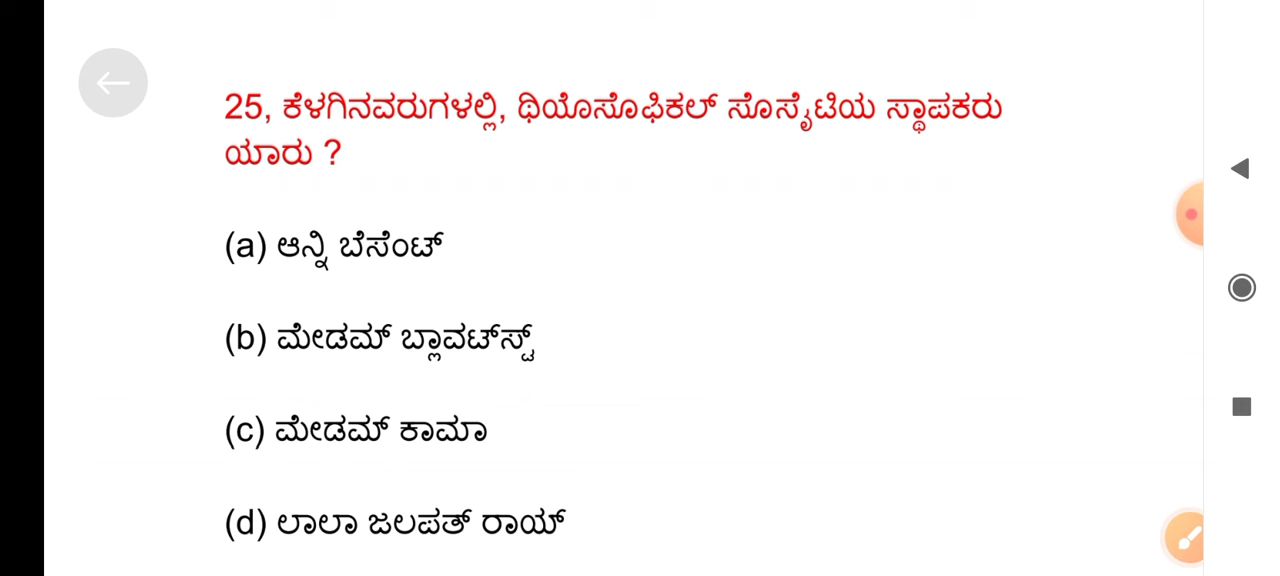 25, ಕೆಳಗಿನವರುಗಳಲ್ಲಿ, ಥಿಯೊಸೊಫಿಕಲ್ ಸೊಸೈಟಿಯ ಸ್ಥಾಪಕರು
ಯಾರು ?
(a) ಆನ್ನಿ ಬೆಸೆಂಟ್
(b) ಮೇಡಮ್ ಬ್ಲಾವಟ್‌ಸ್ಟ್
(c) ಮೇಡಮ್ ಕಾಮಾ
(d) ಲಾಲಾ ಜಲಪತ್ ರಾಯ್